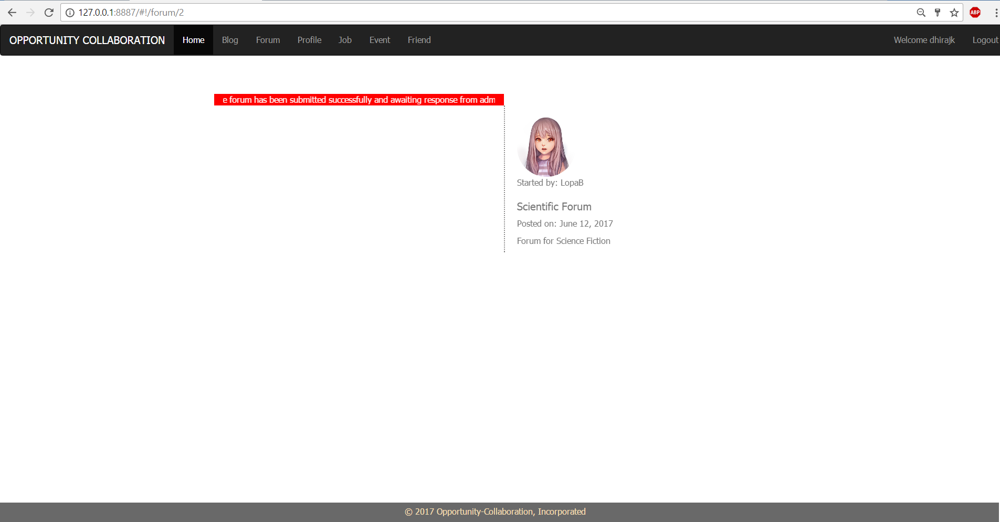 127.0.0.1:8887/#!/forum/2
ABP
OPPORTUNITY COLLABORATION Home Blog Forum Profile Job Event Friend Welcome dhirajk Logout
e forum has been submitted successfully and awaiting response from adm
Started by: LopaB
Scientific Forum
Posted on: June 12, 2017
Forum for Science Fiction
© 2017 Opportunity-Collaboration, Incorporated